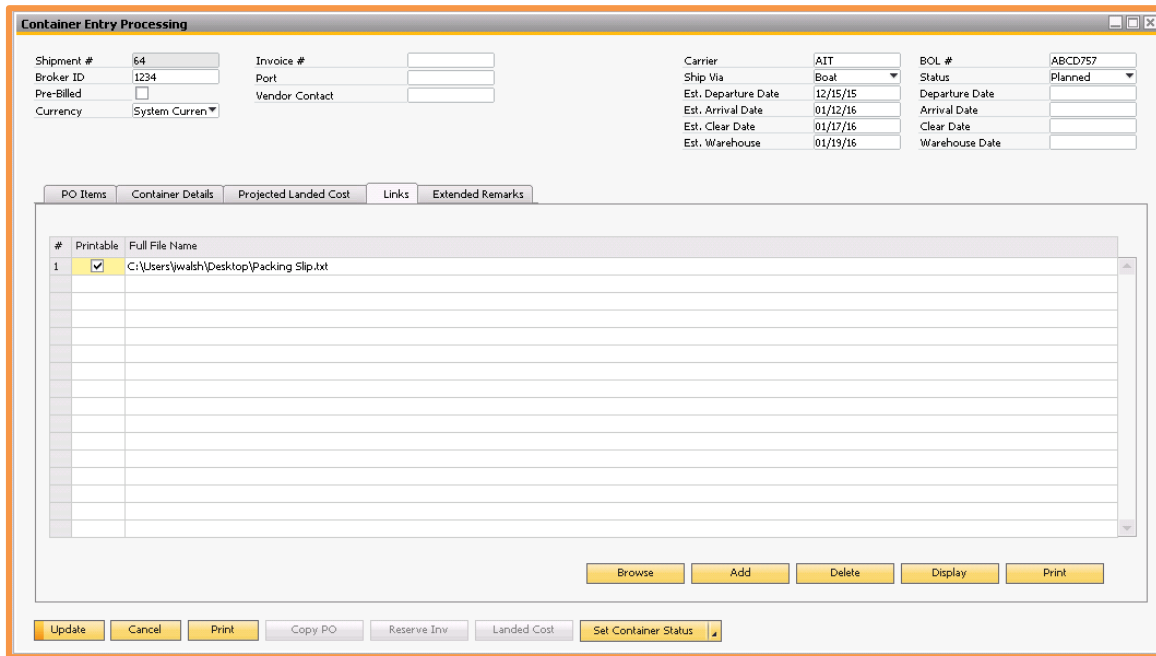 Container Entry Processing
Shipment # 64 Invoice # Carrier AIT BOL # ABCD757
Broker ID 1234 Port Ship Via Boat Status Planned
Pre-Billed Vendor Contact Est. Departure Date 12/15/15 Departure Date
Currency System Curren Est. Arrival Date 01/12/16 Arrival Date
Est. Clear Date 01/17/16 Clear Date
Est. Warehouse 01/19/16 Warehouse Date
PO Items Container Details Projected Landed Cost Links Extended Remarks
# Printable Full File Name
1 C:\Users\jwalsh\Desktop\Packing Slip.txt
Browse Add Delete Display Print
Update Cancel Print Copy PO Reserve Inv Landed Cost Set Container Status